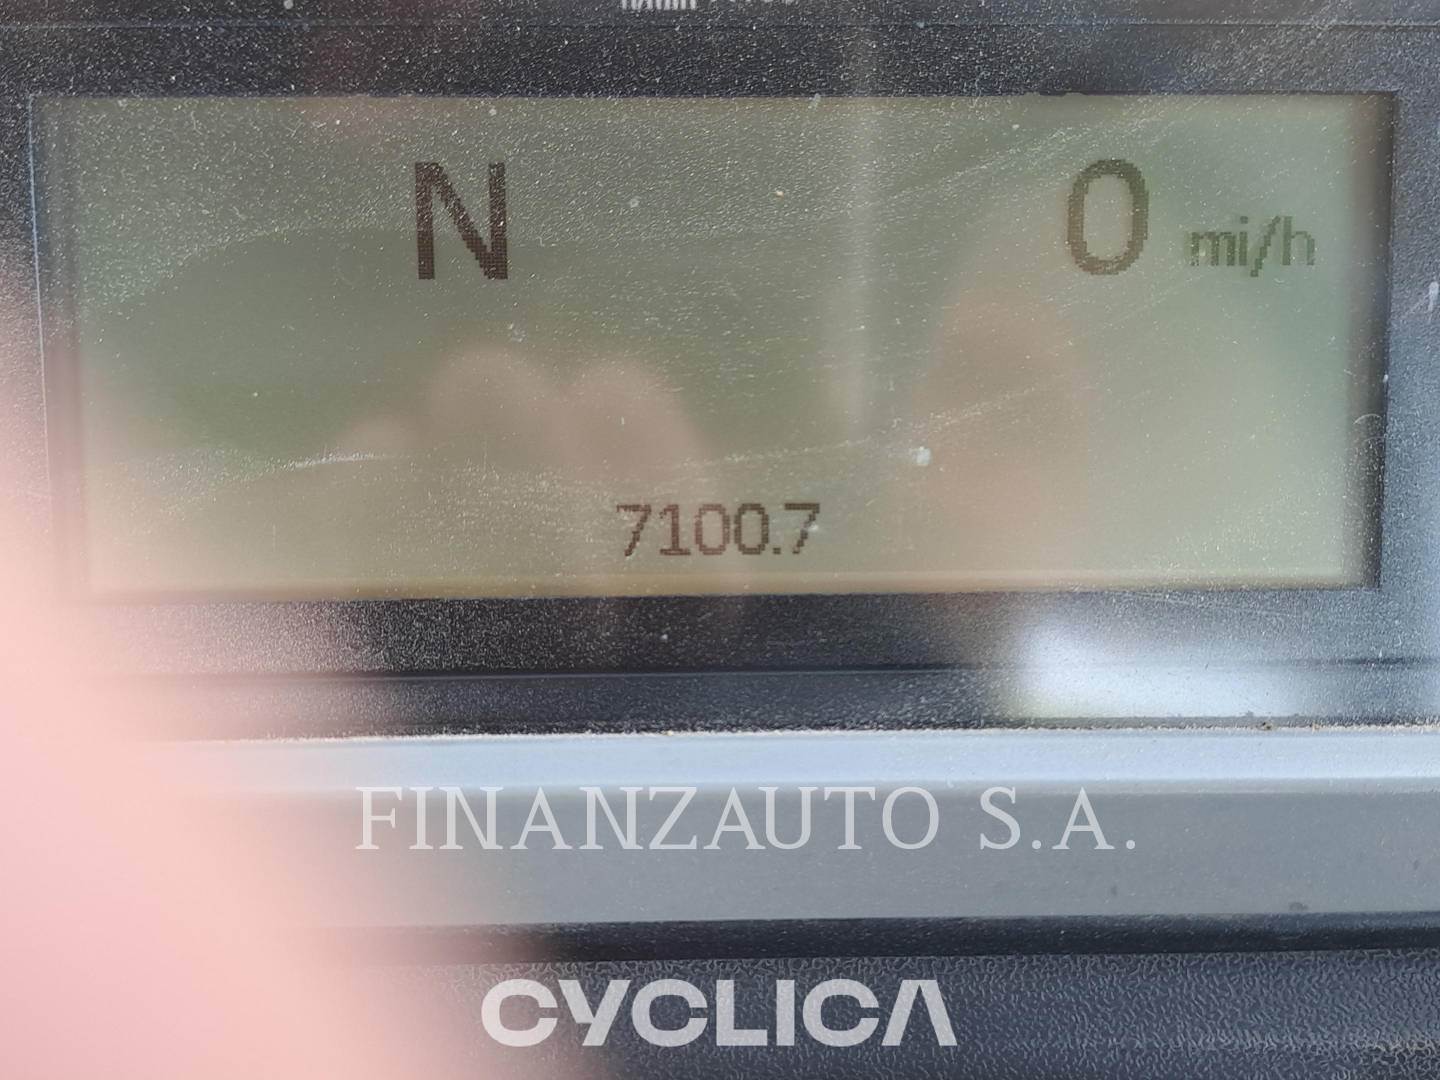 N 0 mi/h
7100.7
FINANZAUTO S.A.
CYCLICA